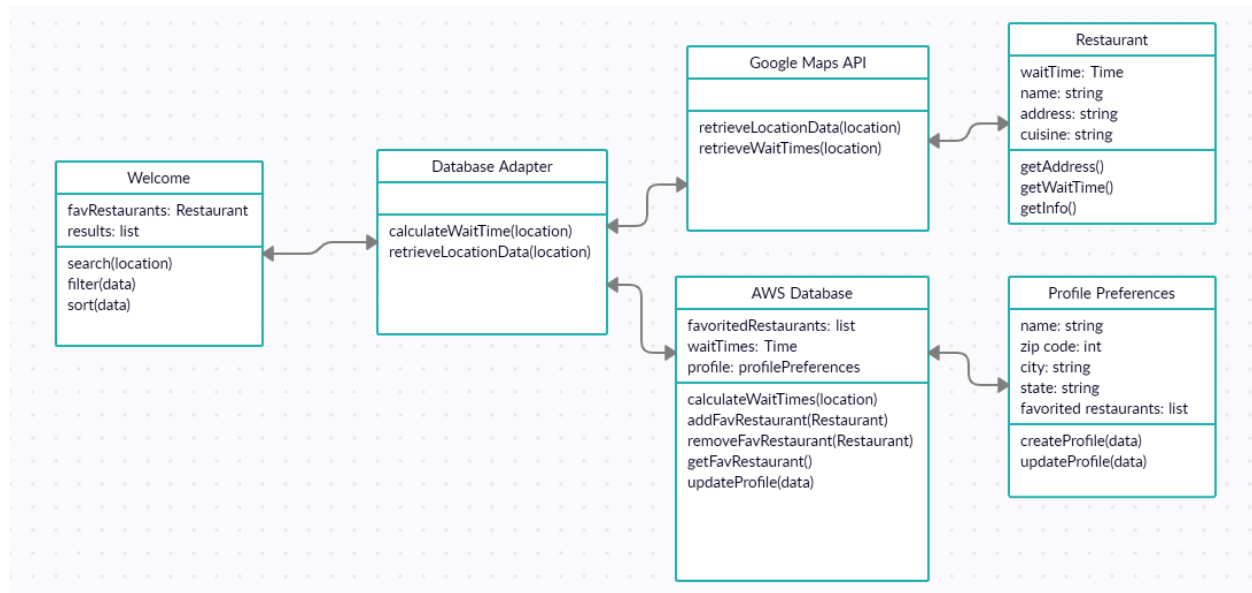 Welcome
favRestaurants: Restaurant
results: list
search(location)
filter(data)
sort(data)
Database Adapter
calculateWaitTime(location)
retrieveLocationData(location)
Google Maps API
retrieveLocationData(location)
retrieveWaitTimes(location)
Restaurant
waitTime: Time
name: string
address: string
cuisine: string
getAddress()
getWaitTime()
getInfo()
AWS Database
favoritedRestaurants: list
waitTimes: Time
profile: profilePreferences
calculateWaitTimes(location)
addFavRestaurant(Restaurant)
removeFavRestaurant(Restaurant)
getFavRestaurant()
updateProfile(data)
Profile Preferences
name: string
zip code: int
city: string
state: string
favorited restaurants: list
createProfile(data)
updateProfile(data)